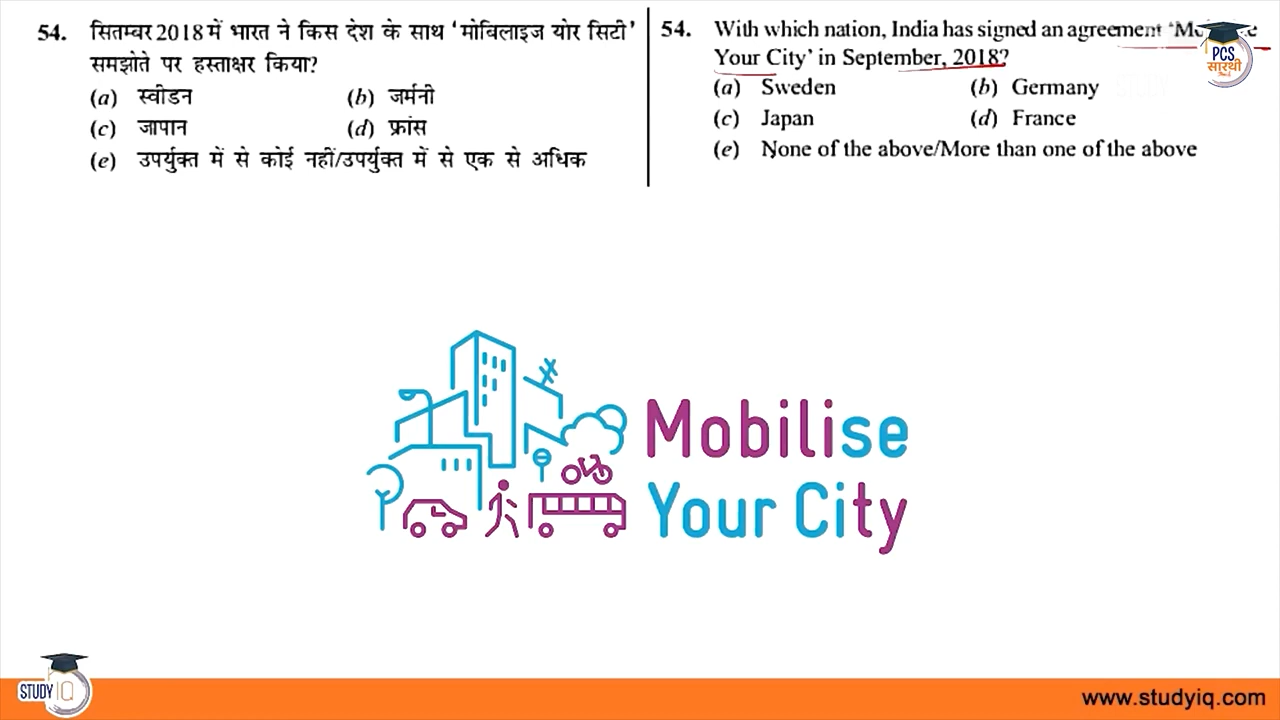 54. सितम्बर 2018 में भारत ने किस देश के साथ ‘मोबिलाइज योर सिटी’
समझोते पर हस्ताक्षर किया?
(a) स्वीडन (b) जर्मनी
(c) जापान (d) फ्रांस
(e) उपर्युक्त में से कोई नहीं/उपर्युक्त में से एक से अधिक
54. With which nation, India has signed an agreement
Your City’ in September, 2018?
(a) Sweden (b) Germany
(c) Japan (d) France
(e) None of the above/More than one of the above
PCS
सारथी
Mobilise
Your City
STUDY IQ
www.studyiq.com